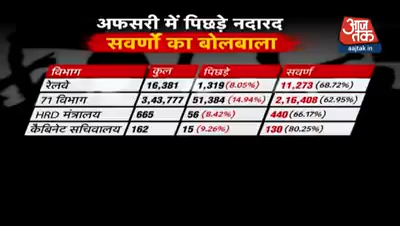 अफसरी में पिछड़े नदारद
सवर्णों का बोलबाला
आज तक
aajtak.in
विभाग कुल पिछड़े सवर्ण
रेलवे 16,381 1,319 (8.05%) 11,273 (68.72%)
71 विभाग 3,43,777 51,384 (14.94%) 2,16,408 (62.95%)
HRD मंत्रालय 665 56 (8.42%) 440 (66.17%)
कैबिनेट सचिवालय 162 15 (9.26%) 130 (80.25%)